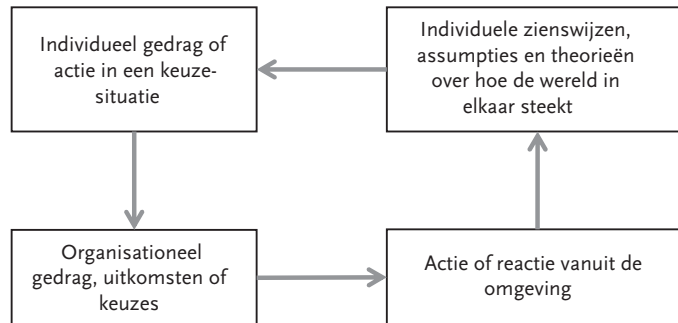 Individueel gedrag of
actie in een keuze-
situatie
Individuele zienswijzen,
assumpties en theorieën
over hoe de wereld in
elkaar steekt
Organisationeel
gedrag, uitkomsten of
keuzes
Actie of reactie vanuit de
omgeving